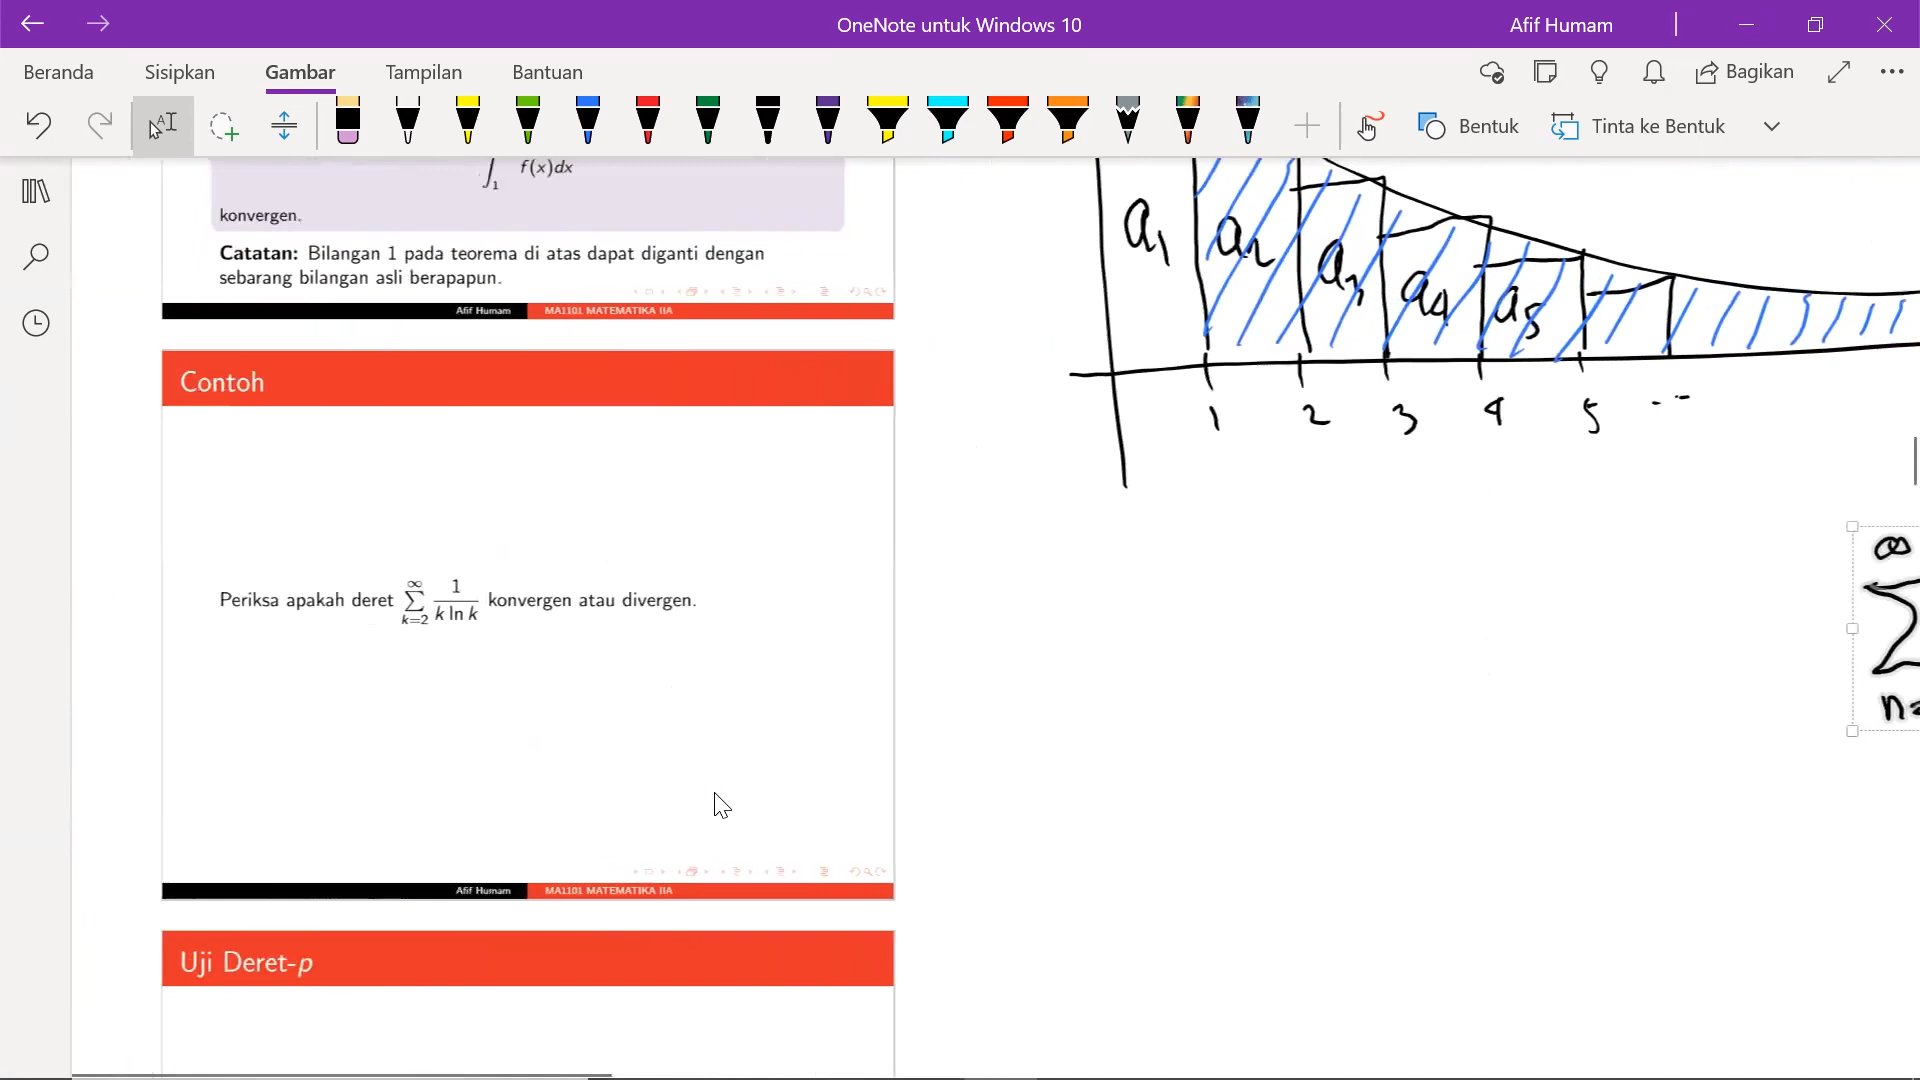 OneNote untuk Windows 10
Afif Humam
Beranda
Sisipkan
Gambar
Tampilan
Bantuan
Bagikan
Bentuk
Tinta ke Bentuk
∫₁ f(x)dx
konvergen.
Catatan: Bilangan 1 pada teorema di atas dapat diganti dengan
sebarang bilangan asli berapapun.
Afif Humam MA1101 MATEMATIKA IIA
Contoh
Periksa apakah deret ∑_{k=2}^{∞} 1/(k ln k) konvergen atau divergen.
Afif Humam MA1101 MATEMATIKA IIA
Uji Deret-p
a₁ a₂ a₃ a₄ a₅
1 2 3 4 5 ...
∞
∑
n=